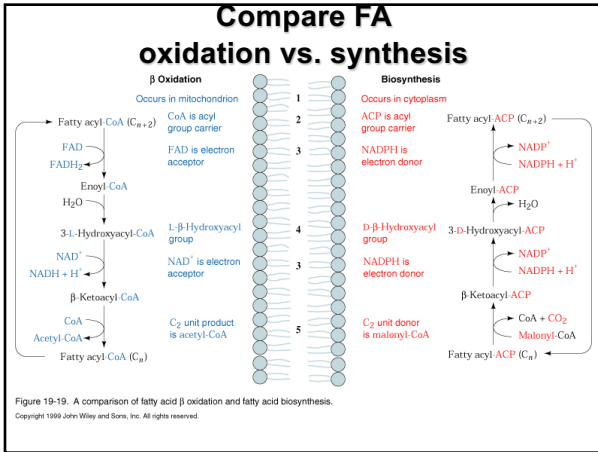 Compare FA
oxidation vs. synthesis
β Oxidation
Biosynthesis
Occurs in mitochondrion
1
Occurs in cytoplasm
Fatty acyl-CoA (Cn+2)
CoA is acyl
group carrier
2
ACP is acyl
group carrier
Fatty acyl-ACP (Cn+2)
FAD
FADH2
FAD is electron
acceptor
3
NADPH is
electron donor
NADP+
NADPH + H+
Enoyl-CoA
Enoyl-ACP
H2O
H2O
3-L-Hydroxyacyl-CoA
L-β-Hydroxyacyl
group
4
D-β-Hydroxyacyl
group
3-D-Hydroxyacyl-ACP
NAD+
NADH + H+
NAD+ is electron
acceptor
3
NADPH is
electron donor
NADP+
NADPH + H+
β-Ketoacyl-CoA
β-Ketoacyl-ACP
CoA
Acetyl-CoA
C2 unit product
is acetyl-CoA
5
C2 unit donor
is malonyl-CoA
CoA + CO2
Malonyl-CoA
Fatty acyl-CoA (Cn)
Fatty acyl-ACP (Cn)
Figure 19-19. A comparison of fatty acid β oxidation and fatty acid biosynthesis.
Copyright 1999 John Wiley and Sons, Inc. All rights reserved.